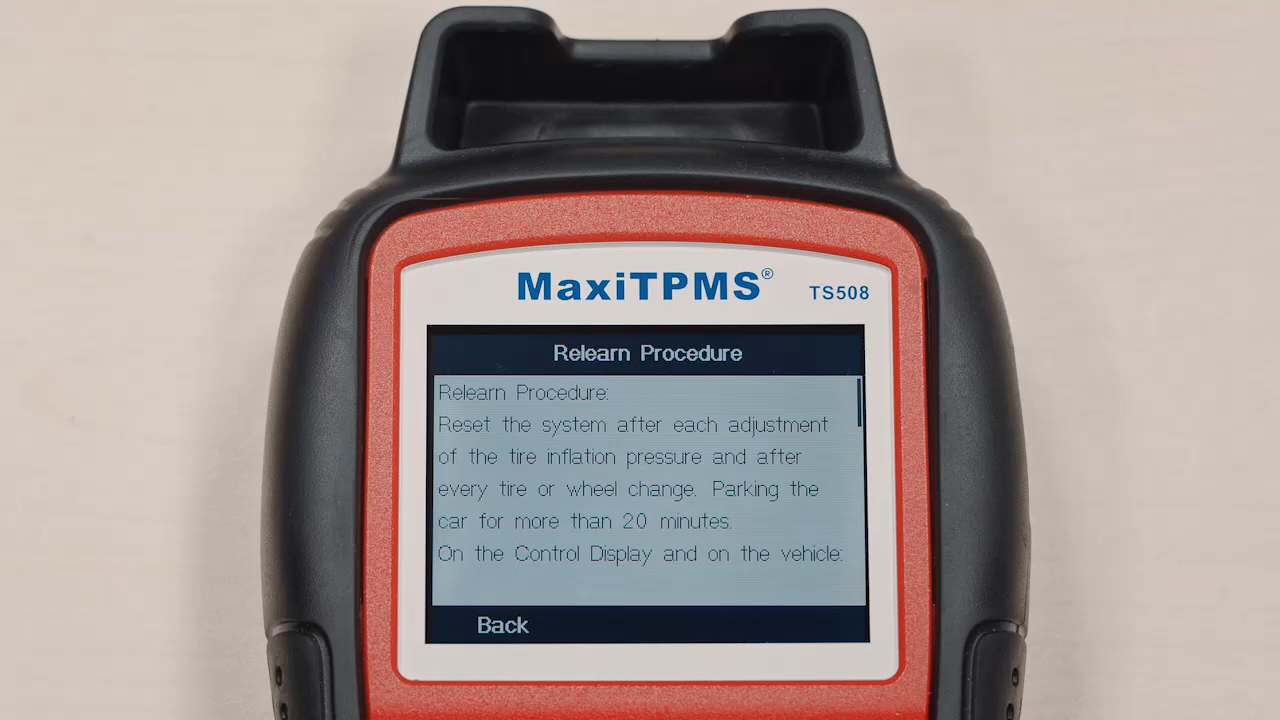 MaxiTPMS®
TS508
Relearn Procedure
Relearn Procedure:
Reset the system after each adjustment
of the tire inflation pressure and after
every tire or wheel change. Parking the
car for more than 20 minutes.
On the Control Display and on the vehicle:
Back